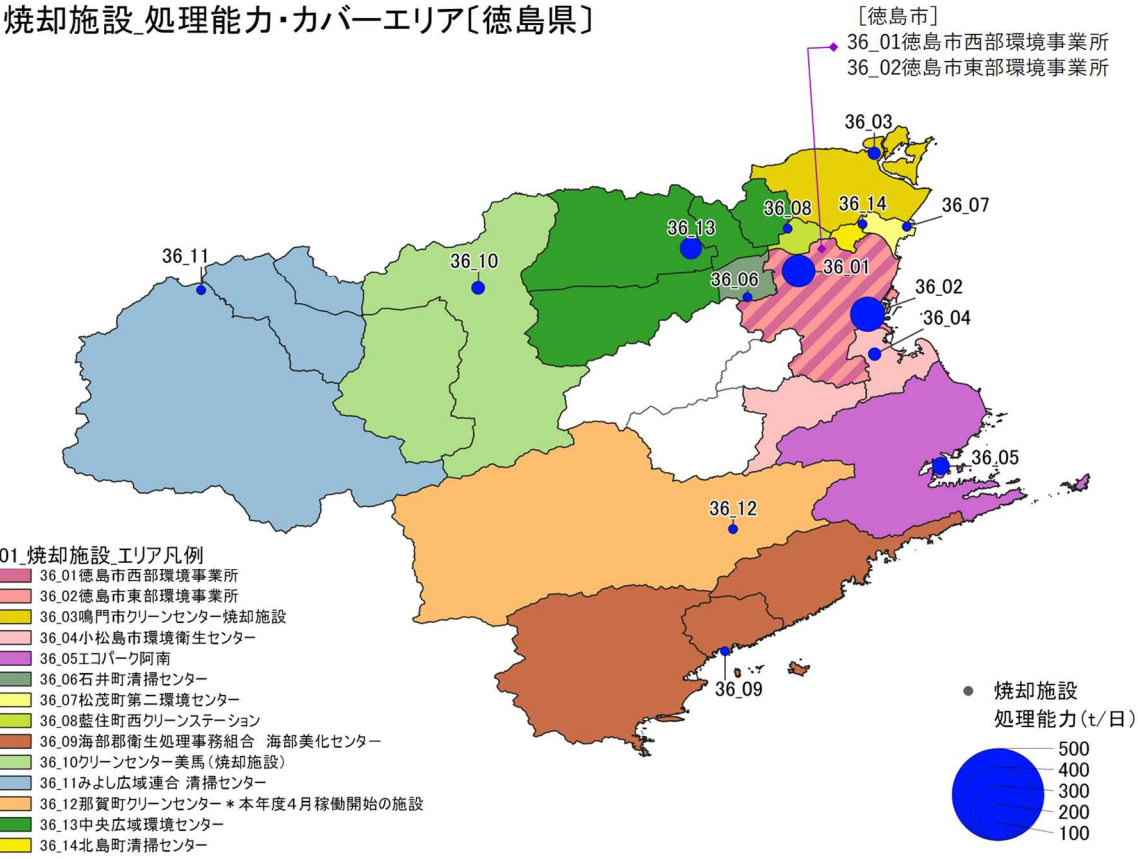 焼却施設_処理能力・カバーエリア〔徳島県〕
［徳島市］
36_01徳島市西部環境事業所
36_02徳島市東部環境事業所
36_03
36_08
36_14
36_07
36_13
36_11
36_10
36_01
36_06
36_02
36_04
36_05
36_12
36_09
01_焼却施設_エリア凡例
36_01徳島市西部環境事業所
36_02徳島市東部環境事業所
36_03鳴門市クリーンセンター焼却施設
36_04小松島市環境衛生センター
36_05エコパーク阿南
36_06石井町清掃センター
36_07松茂町第二環境センター
36_08藍住町西クリーンステーション
36_09海部郡衛生処理事務組合 海部美化センター
36_10クリーンセンター美馬（焼却施設）
36_11みよし広域連合 清掃センター
36_12那賀町クリーンセンター＊本年度4月稼働開始の施設
36_13中央広域環境センター
36_14北島町清掃センター
焼却施設
処理能力（t/日）
500
400
300
200
100